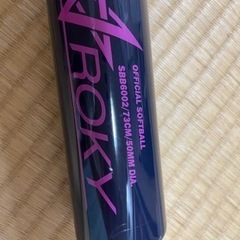 ROKY
OFFICIAL SOFTBALL
SBB6002/73CM/50MM DIA.